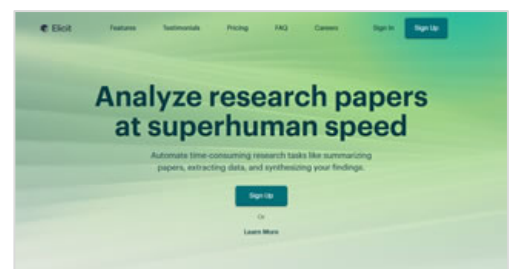 Elicit Features Testimonials Pricing FAQ Careers Sign In Sign Up
Analyze research papers
at superhuman speed
Automate time-consuming research tasks like summarizing
papers, extracting data, and synthesizing your findings.
Sign Up
Or
Learn More